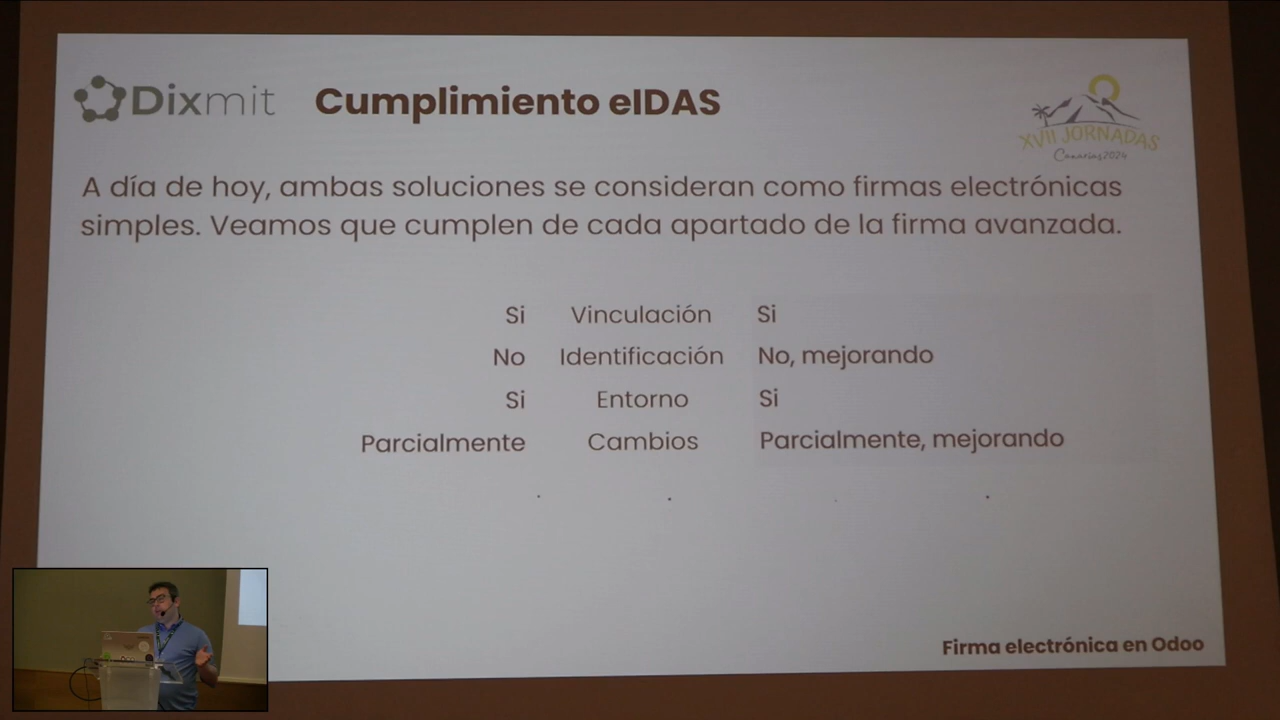 Dixmit
Cumplimiento eIDAS
XVII JORNADAS
Canarias 2024
A día de hoy, ambas soluciones se consideran como firmas electrónicas
simples. Veamos que cumplen de cada apartado de la firma avanzada.
Si Vinculación Si
No Identificación No, mejorando
Si Entorno Si
Parcialmente Cambios Parcialmente, mejorando
Firma electrónica en Odoo